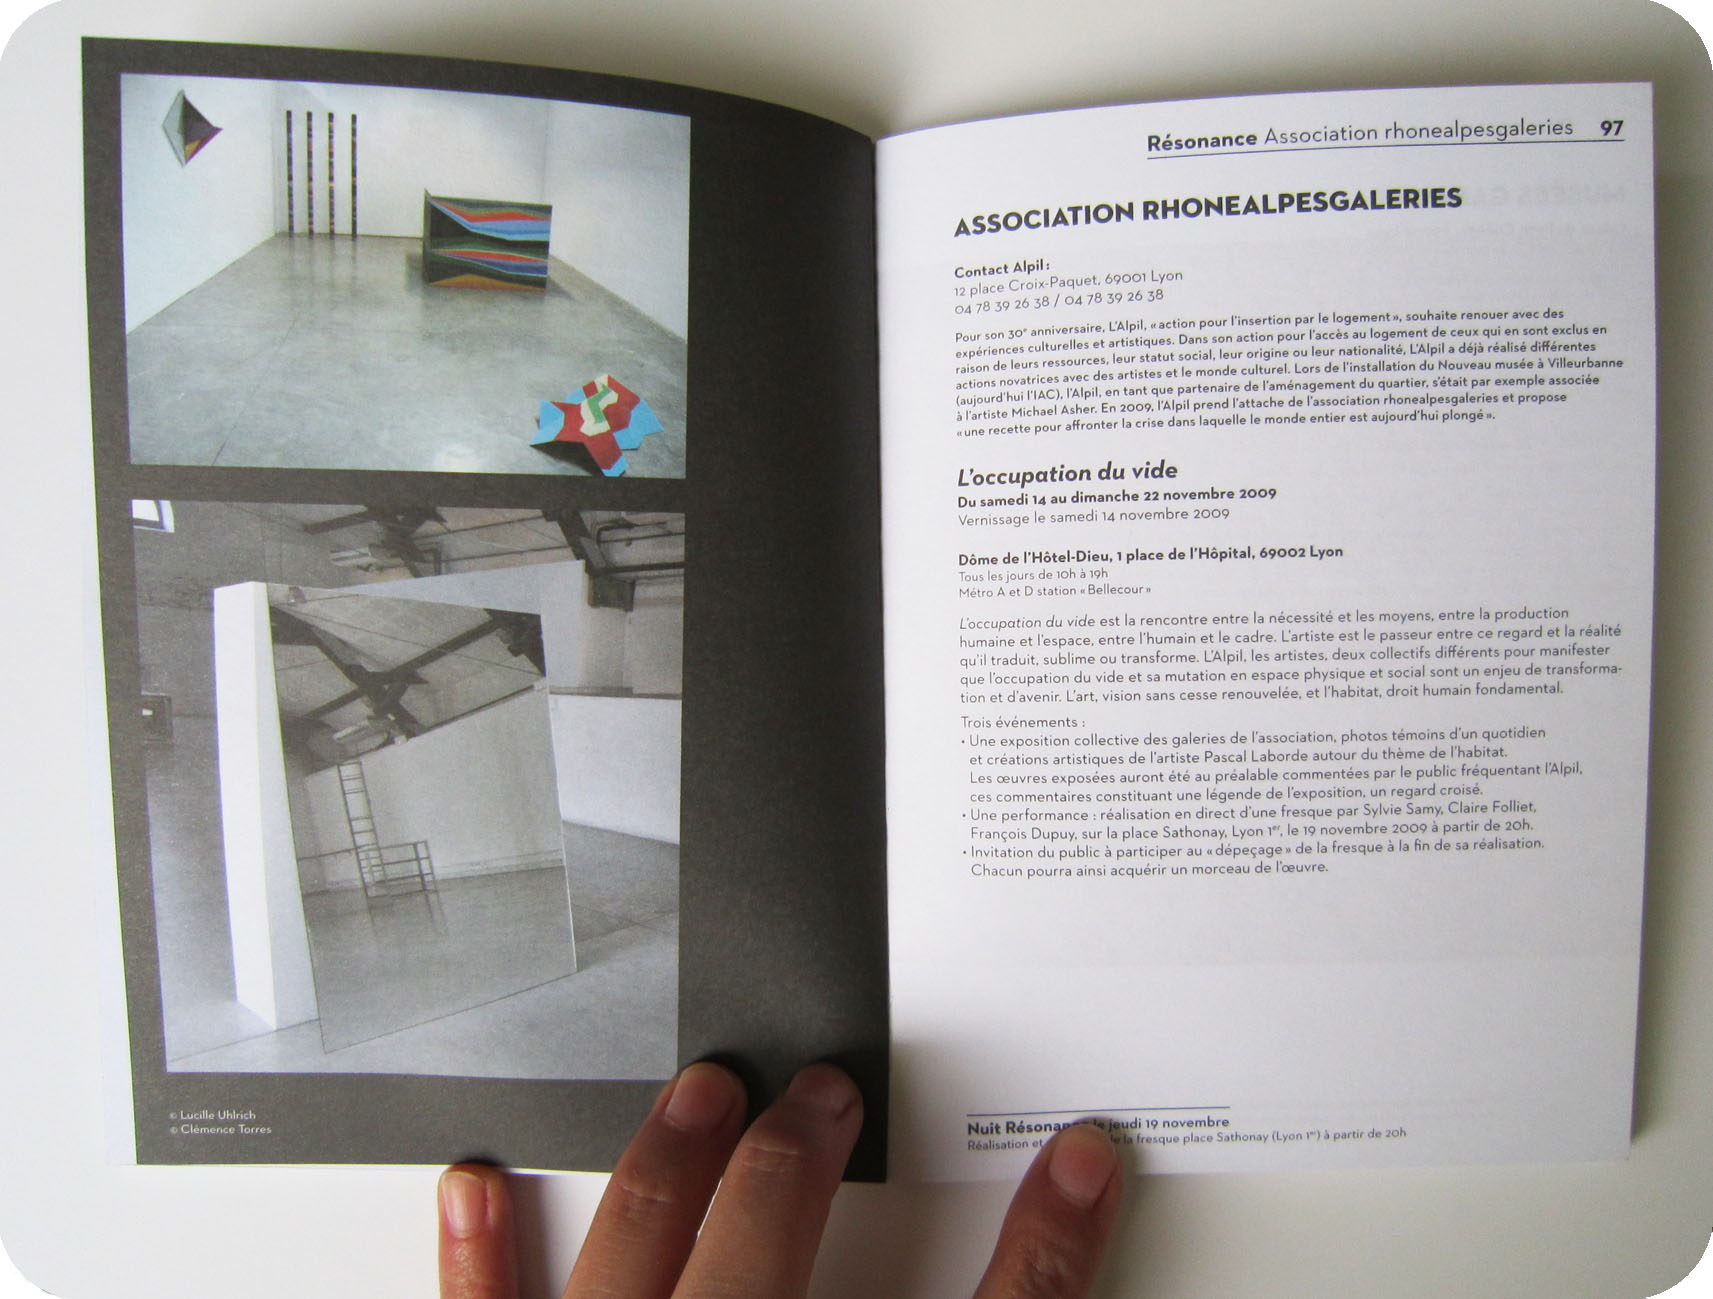 © Lucille Uhlrich
© Clémence Torres
Résonance Association rhonealpesgaleries 97
ASSOCIATION RHONEALPESGALERIES
Contact Alpil :
12 place Croix-Paquet, 69001 Lyon
04 78 39 26 38 / 04 78 39 26 38
Pour son 30e anniversaire, L'Alpil, « action pour l'insertion par le logement », souhaite renouer avec des
expériences culturelles et artistiques. Dans son action pour l'accès au logement de ceux qui en sont exclus en
raison de leurs ressources, leur statut social, leur origine ou leur nationalité, L'Alpil a déjà réalisé différentes
actions novatrices avec des artistes et le monde culturel. Lors de l'installation du Nouveau musée à Villeurbanne
(aujourd'hui l'IAC), l'Alpil, en tant que partenaire de l'aménagement du quartier, s'était par exemple associée
à l'artiste Michael Asher. En 2009, l'Alpil prend l'attache de l'association rhonealpesgaleries et propose
« une recette pour affronter la crise dans laquelle le monde entier est aujourd'hui plongé ».
L'occupation du vide
Du samedi 14 au dimanche 22 novembre 2009
Vernissage le samedi 14 novembre 2009
Dôme de l'Hôtel-Dieu, 1 place de l'Hôpital, 69002 Lyon
Tous les jours de 10h à 19h
Métro A et D station « Bellecour »
L'occupation du vide est la rencontre entre la nécessité et les moyens, entre la production
humaine et l'espace, entre l'humain et le cadre. L'artiste est le passeur entre ce regard et la réalité
qu'il traduit, sublime ou transforme. L'Alpil, les artistes, deux collectifs différents pour manifester
que l'occupation du vide et sa mutation en espace physique et social sont un enjeu de transforma-
tion et d'avenir. L'art, vision sans cesse renouvelée, et l'habitat, droit humain fondamental.
Trois événements :
• Une exposition collective des galeries de l'association, photos témoins d'un quotidien
et créations artistiques de l'artiste Pascal Laborde autour du thème de l'habitat.
Les œuvres exposées auront été au préalable commentées par le public fréquentant l'Alpil,
ces commentaires constituant une légende de l'exposition, un regard croisé.
• Une performance : réalisation en direct d'une fresque par Sylvie Samy, Claire Folliet,
François Dupuy, sur la place Sathonay, Lyon 1er, le 19 novembre 2009 à partir de 20h.
• Invitation du public à participer au « dépeçage » de la fresque à la fin de sa réalisation.
Chacun pourra ainsi acquérir un morceau de l'œuvre.
Nuit Résonance le jeudi 19 novembre
Réalisation et de la fresque place Sathonay (Lyon 1er) à partir de 20h